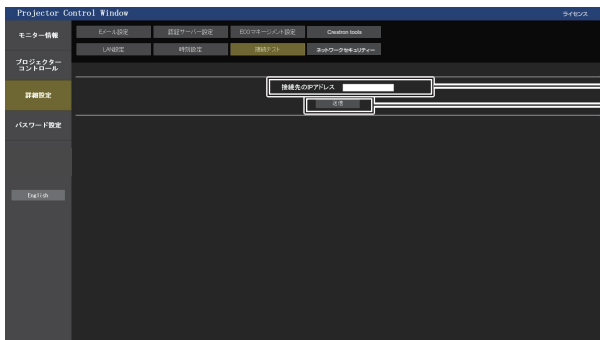 Projector Control Window
ライセンス
モニター情報
Eメール設定
認証サーバー設定
ECOマネージメント設定
Crestron tools
LAN設定
時刻設定
接続テスト
ネットワークセキュリティー
プロジェクター
コントロール
詳細設定
接続先のIPアドレス
送信
パスワード設定
English